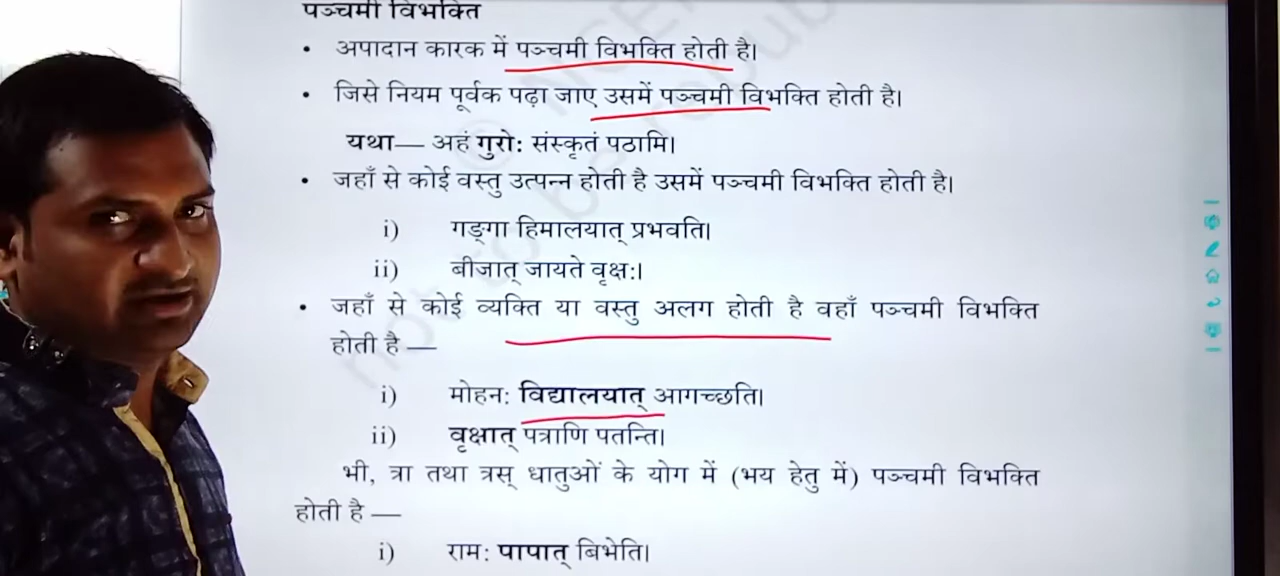 पञ्चमी विभक्ति
• अपादान कारक में पञ्चमी विभक्ति होती है।
• जिसे नियम पूर्वक पढ़ा जाए उसमें पञ्चमी विभक्ति होती है।
यथा— अहं गुरो: संस्कृतं पठामि।
• जहाँ से कोई वस्तु उत्पन्न होती है उसमें पञ्चमी विभक्ति होती है।
i) गङ्गा हिमालयात् प्रभवति।
ii) बीजात् जायते वृक्ष:।
• जहाँ से कोई व्यक्ति या वस्तु अलग होती है वहाँ पञ्चमी विभक्ति
होती है —
i) मोहन: विद्यालयात् आगच्छति।
ii) वृक्षात् पत्राणि पतन्ति।
भी, त्रा तथा त्रस् धातुओं के योग में (भय हेतु में) पञ्चमी विभक्ति
होती है —
i) राम: पापात् बिभेति।